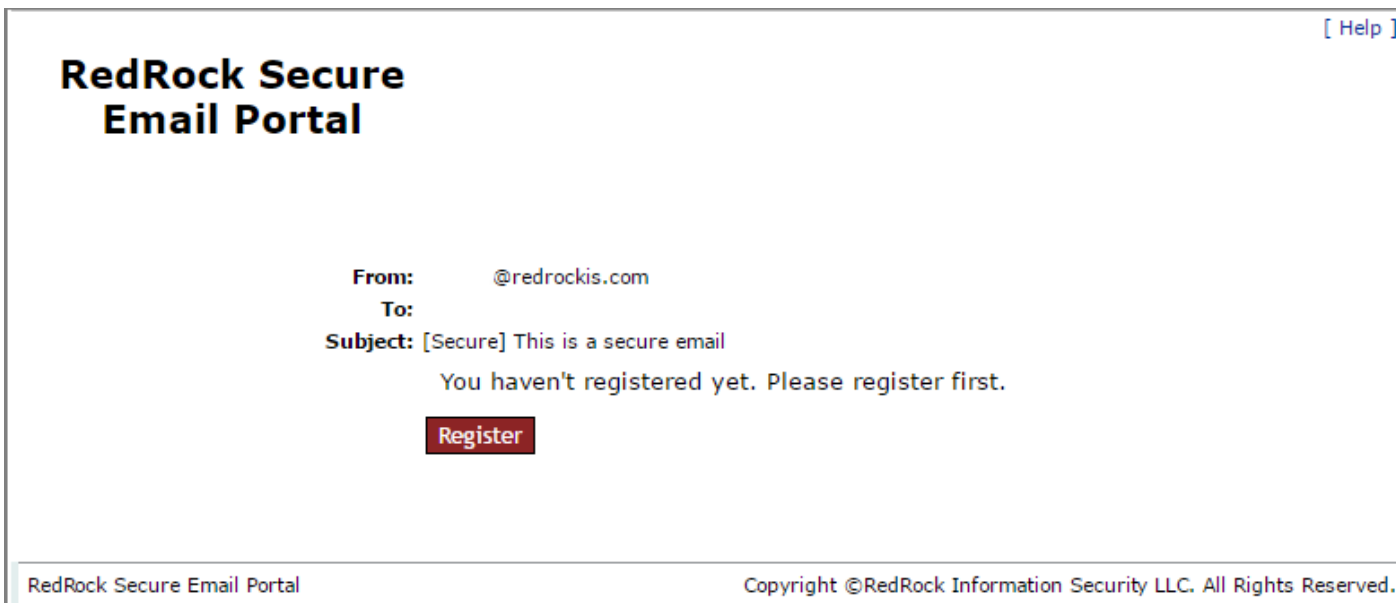 [ Help ]
RedRock Secure
Email Portal
From: @redrockis.com
To:
Subject: [Secure] This is a secure email
You haven't registered yet. Please register first.
Register
RedRock Secure Email Portal Copyright ©RedRock Information Security LLC. All Rights Reserved.